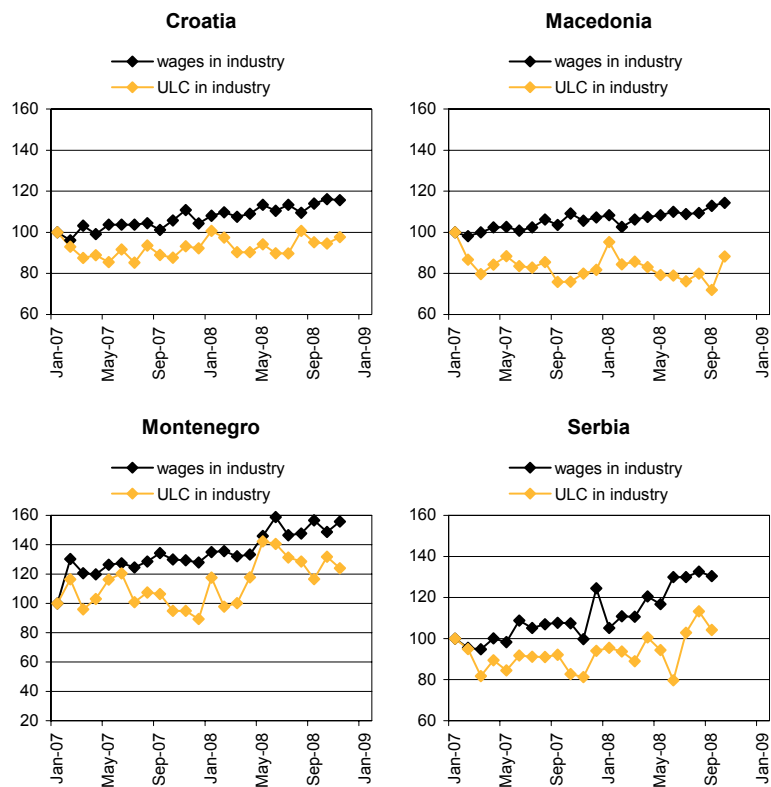 Croatia
wages in industry
ULC in industry
160
140
120
100
80
60
Jan-07
May-07
Sep-07
Jan-08
May-08
Sep-08
Jan-09
Macedonia
wages in industry
ULC in industry
160
140
120
100
80
60
Jan-07
May-07
Sep-07
Jan-08
May-08
Sep-08
Jan-09
Montenegro
wages in industry
ULC in industry
160
140
120
100
80
60
40
20
Jan-07
May-07
Sep-07
Jan-08
May-08
Sep-08
Jan-09
Serbia
wages in industry
ULC in industry
160
140
120
100
80
60
Jan-07
May-07
Sep-07
Jan-08
May-08
Sep-08
Jan-09